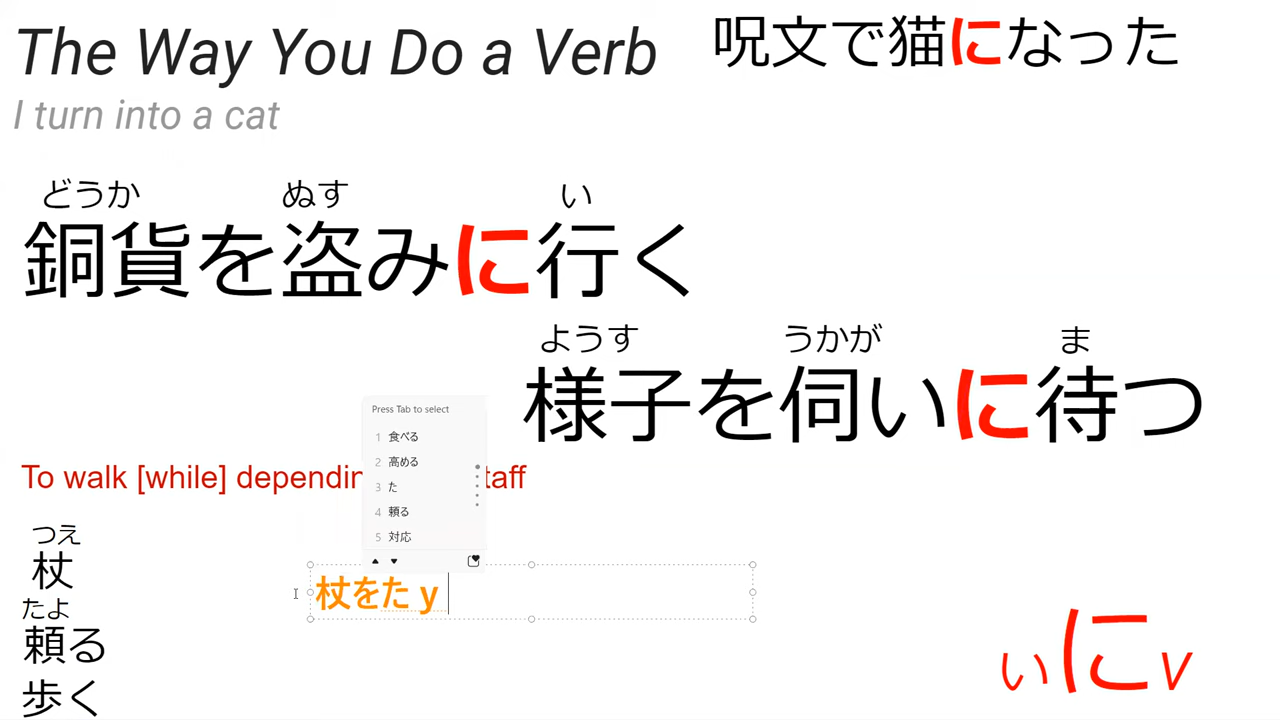 The Way You Do a Verb
呪文で猫になった
I turn into a cat
どうか ぬす い
銅貨を盗みに行く
ようす うかが ま
様子を伺いに待つ
Press Tab to select
1 食べる
2 高める
3 た
4 頼る
5 対応
To walk [while] dependin taff
つえ
杖
杖をたy
たよ
頼る
歩く
いにV